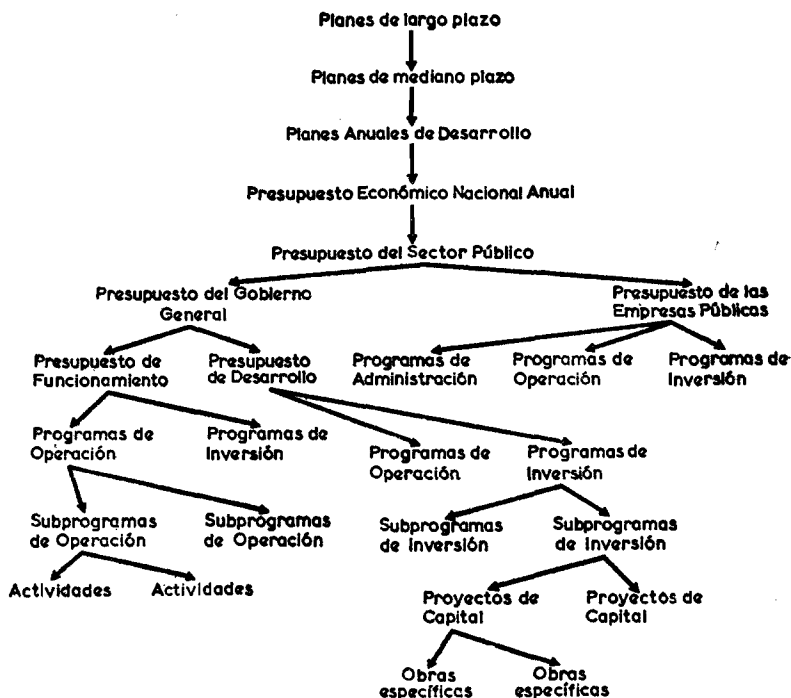 Planes de largo plazo
Planes de mediano plazo
Planes Anuales de Desarrollo
Presupuesto Económico Nacional Anual
Presupuesto del Sector Público
Presupuesto del Gobierno
General
Presupuesto de las
Empresas Públicas
Presupuesto de
Funcionamiento
Presupuesto
de Desarrollo
Programas de
Administración
Programas de
Operación
Programas de
Inversión
Programas de
Operación
Programas de
Inversión
Programas de
Operación
Programas de
Inversión
Subprogramas
de Operación
Subprogramas
de Operación
Subprogramas
de Inversión
Subprogramas
de Inversión
Actividades
Actividades
Proyectos de
Capital
Proyectos de
Capital
Obras
específicas
Obras
específicas